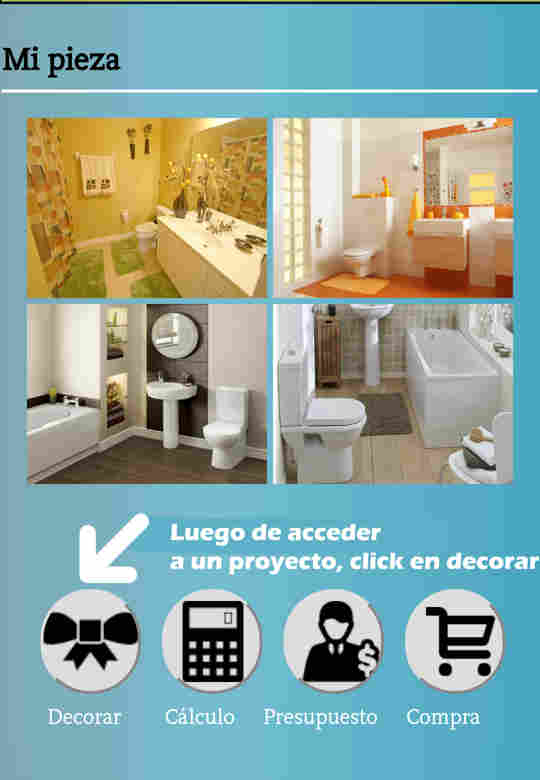 Mi pieza
Luego de acceder
a un proyecto, click en decorar
Decorar
Cálculo
Presupuesto
Compra